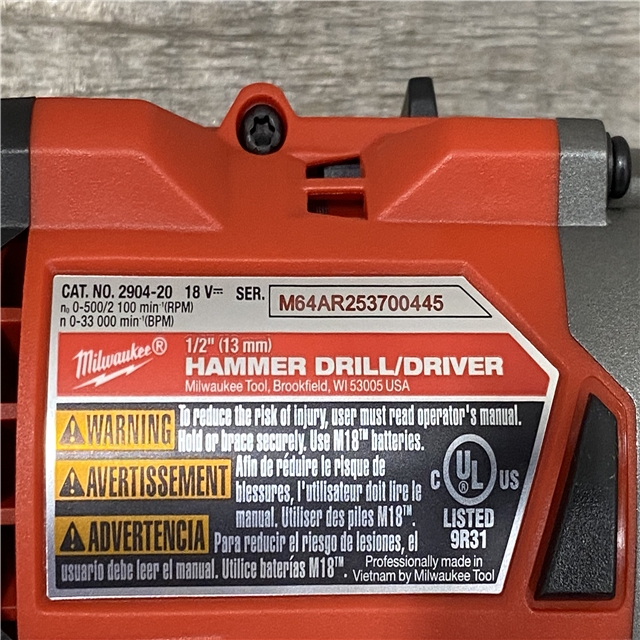 CAT. NO. 2904-20 18 V⎓ SER. M64AR253700445
n₀ 0-500/2 100 min⁻¹(RPM)
n 0-33 000 min⁻¹(BPM)
Milwaukee®
1/2" (13 mm)
HAMMER DRILL/DRIVER
Milwaukee Tool, Brookfield, WI 53005 USA
⚠WARNING To reduce the risk of injury, user must read operator's manual.
Hold or brace securely. Use M18™ batteries.
⚠AVERTISSEMENT Afin de réduire le risque de
blessures, l'utilisateur doit lire le
manual. Utiliser des piles M18™.
⚠ADVERTENCIA Para reducir el riesgo de lesiones, el
usuario debe leer el manual. Utilice baterías M18™.
C UL® US
LISTED
9R31
Professionally made in
Vietnam by Milwaukee Tool